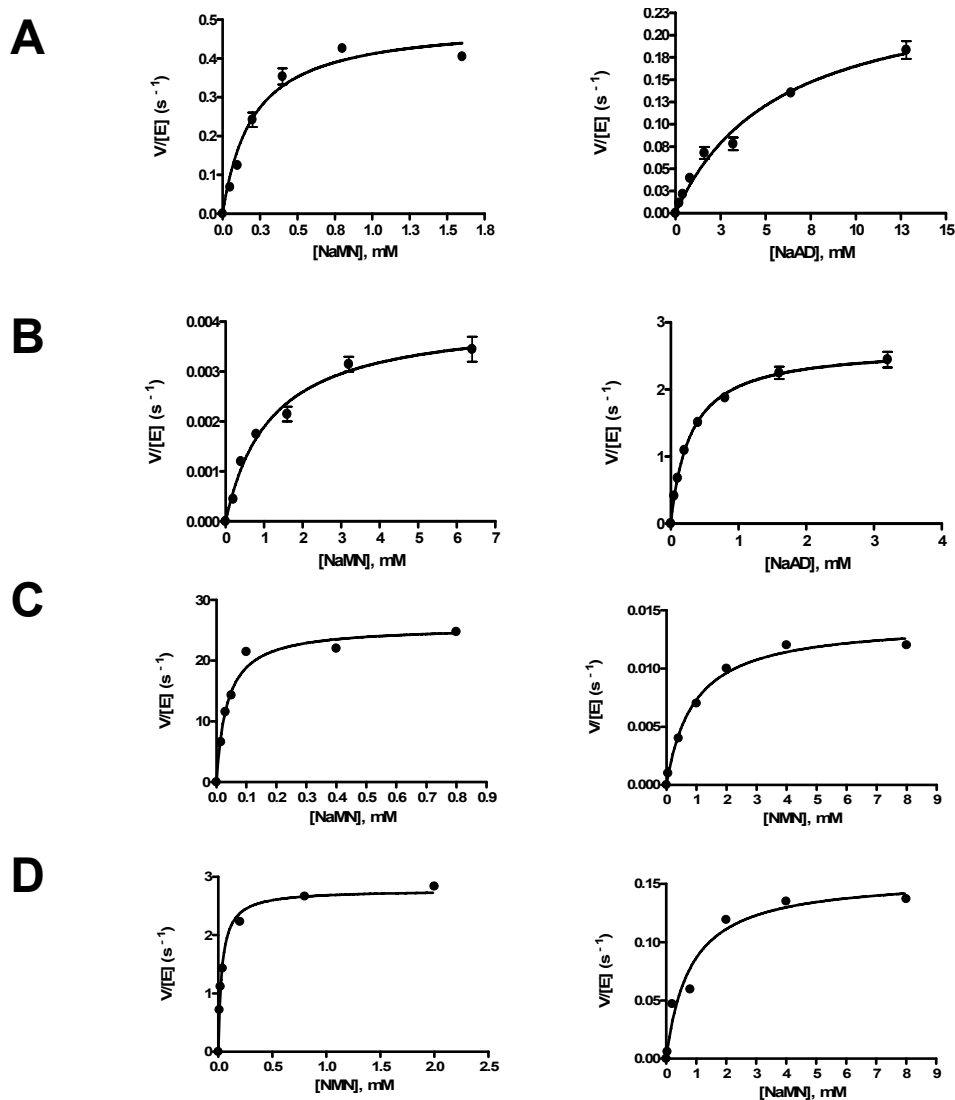 A
V/[E] (s⁻¹)
0.5
0.4
0.3
0.2
0.1
0.0
0.0 0.3 0.5 0.8 1.0 1.3 1.5 1.8
[NaMN], mM
V/[E] (s⁻¹)
0.23
0.20
0.18
0.15
0.13
0.10
0.08
0.05
0.03
0.00
0 3 5 8 10 13 15
[NaAD], mM
B
V/[E] (s⁻¹)
0.004
0.003
0.002
0.001
0.000
0 1 2 3 4 5 6 7
[NaMN], mM
V/[E] (s⁻¹)
3
2
1
0
0 1 2 3 4
[NaAD], mM
C
V/[E] (s⁻¹)
30
20
10
0
0.0 0.1 0.2 0.3 0.4 0.5 0.6 0.7 0.8 0.9
[NaMN], mM
V/[E] (s⁻¹)
0.015
0.010
0.005
0.000
0 1 2 3 4 5 6 7 8 9
[NMN], mM
D
V/[E] (s⁻¹)
3
2
1
0
0.0 0.5 1.0 1.5 2.0 2.5
[NMN], mM
V/[E] (s⁻¹)
0.15
0.10
0.05
0.00
0 1 2 3 4 5 6 7 8 9
[NaMN], mM